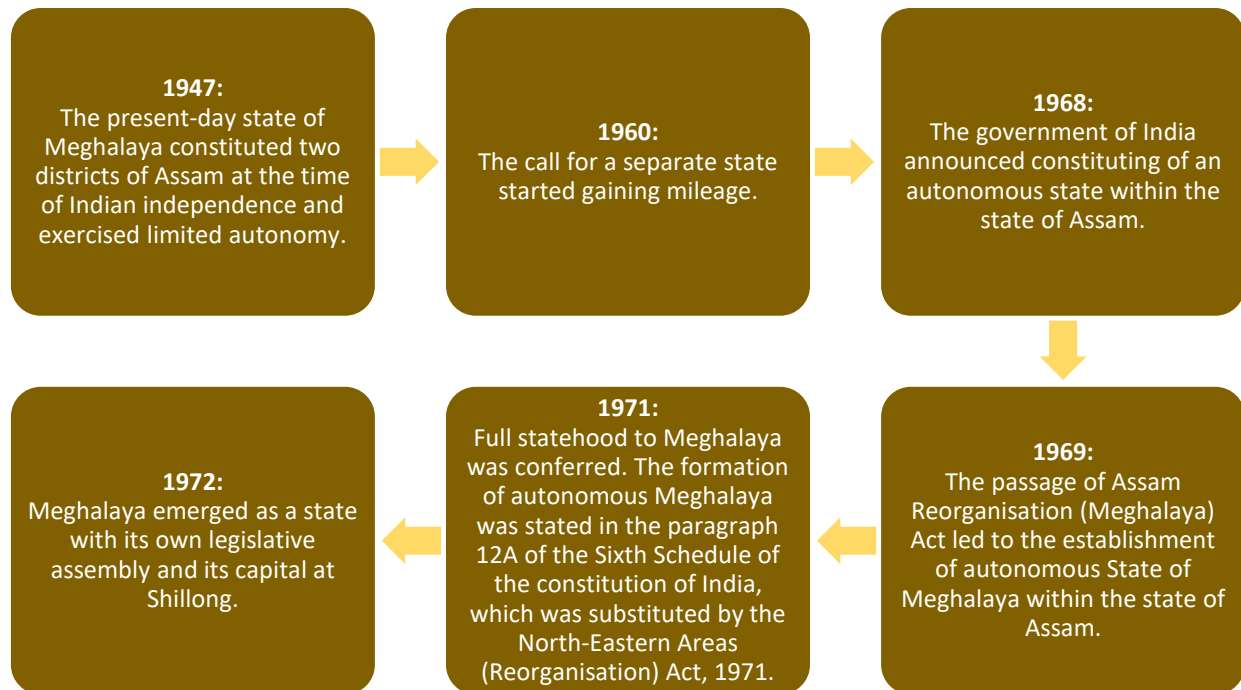 1947:
The present-day state of
Meghalaya constituted two
districts of Assam at the time
of Indian independence and
exercised limited autonomy.
1960:
The call for a separate state
started gaining mileage.
1968:
The government of India
announced constituting of an
autonomous state within the
state of Assam.
1969:
The passage of Assam
Reorganisation (Meghalaya)
Act led to the establishment
of autonomous State of
Meghalaya within the state of
Assam.
1971:
Full statehood to Meghalaya
was conferred. The formation
of autonomous Meghalaya
was stated in the paragraph
12A of the Sixth Schedule of
the constitution of India,
which was substituted by the
North-Eastern Areas
(Reorganisation) Act, 1971.
1972:
Meghalaya emerged as a state
with its own legislative
assembly and its capital at
Shillong.